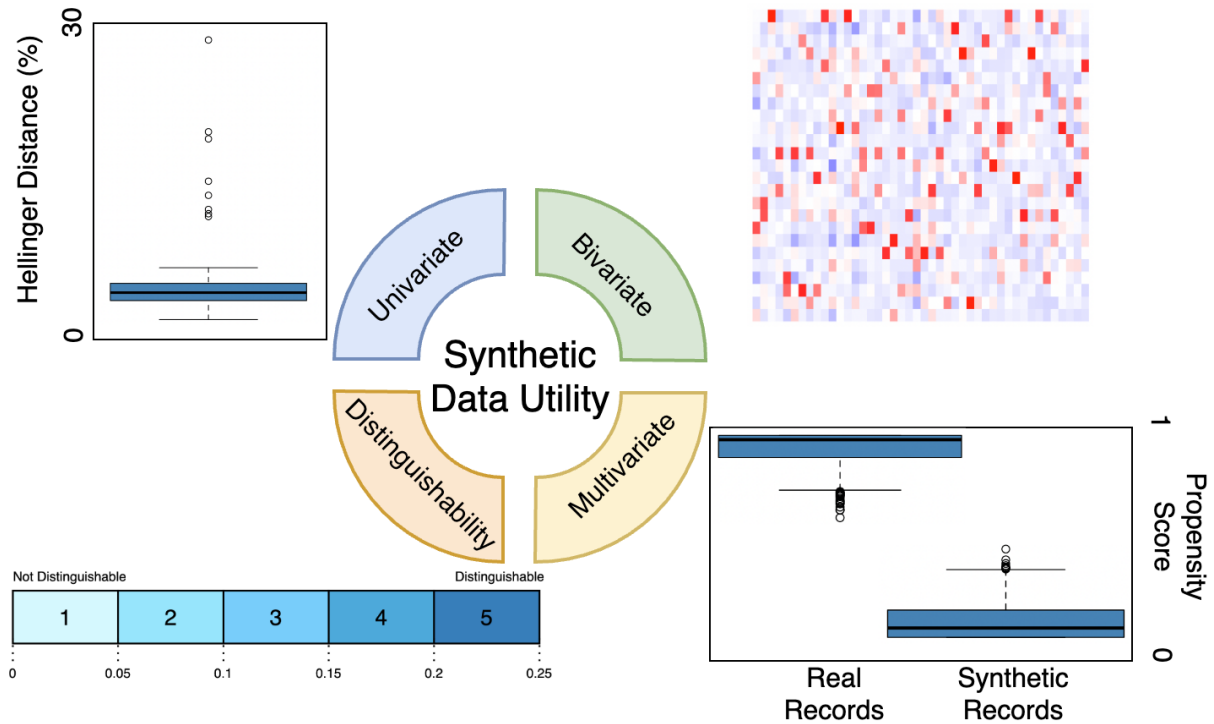 30
Hellinger Distance (%)
0
Univariate
Bivariate
Synthetic
Data Utility
Distinguishability
Multivariate
1
Propensity
Score
0
Real
Records
Synthetic
Records
Not Distinguishable
Distinguishable
1 2 3 4 5
0 0.05 0.1 0.15 0.2 0.25